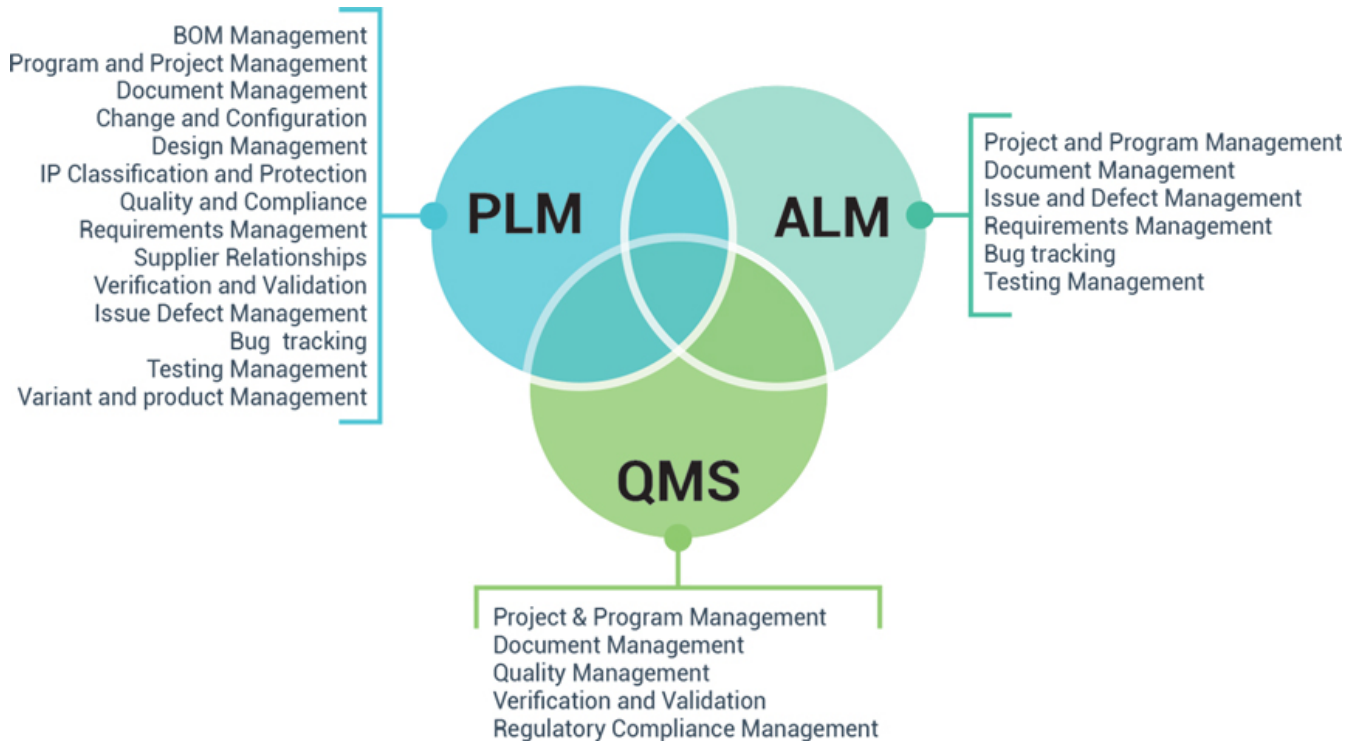 BOM Management
Program and Project Management
Document Management
Change and Configuration
Design Management
IP Classification and Protection
Quality and Compliance
Requirements Management
Supplier Relationships
Verification and Validation
Issue Defect Management
Bug tracking
Testing Management
Variant and product Management
PLM
ALM
Project and Program Management
Document Management
Issue and Defect Management
Requirements Management
Bug tracking
Testing Management
QMS
Project & Program Management
Document Management
Quality Management
Verification and Validation
Regulatory Compliance Management